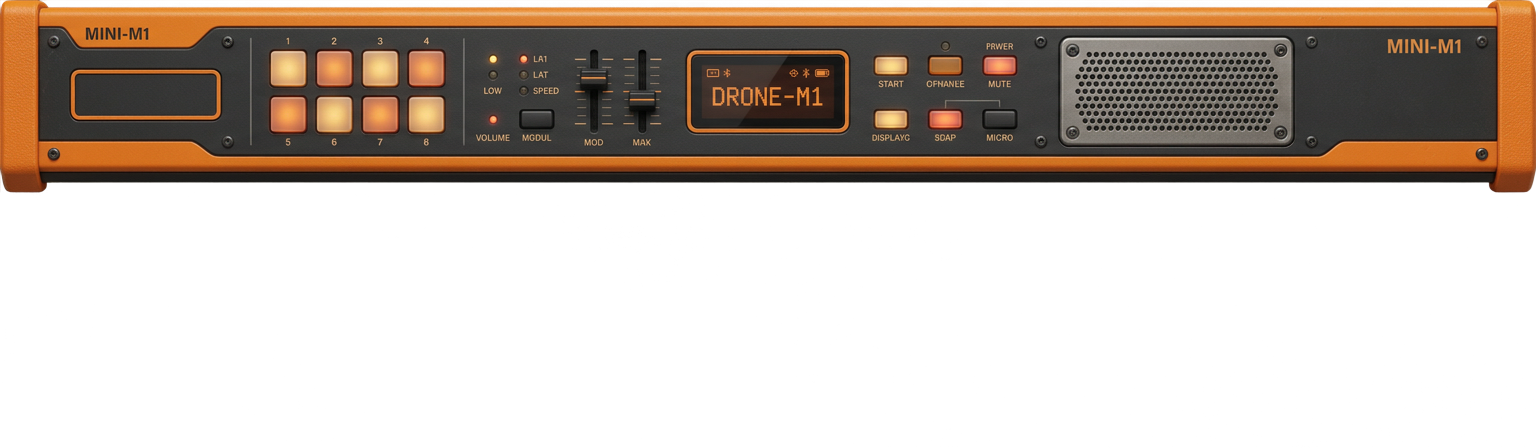 MINI-M1
1 2 3 4
5 6 7 8
LOW
LA1
LAT
SPEED
VOLUME
MGDUL
MOD
MAX
DRONE-M1
START
OFHANEE
PRWER
MUTE
DISPLAYC
SDAP
MICRO
MINI-M1